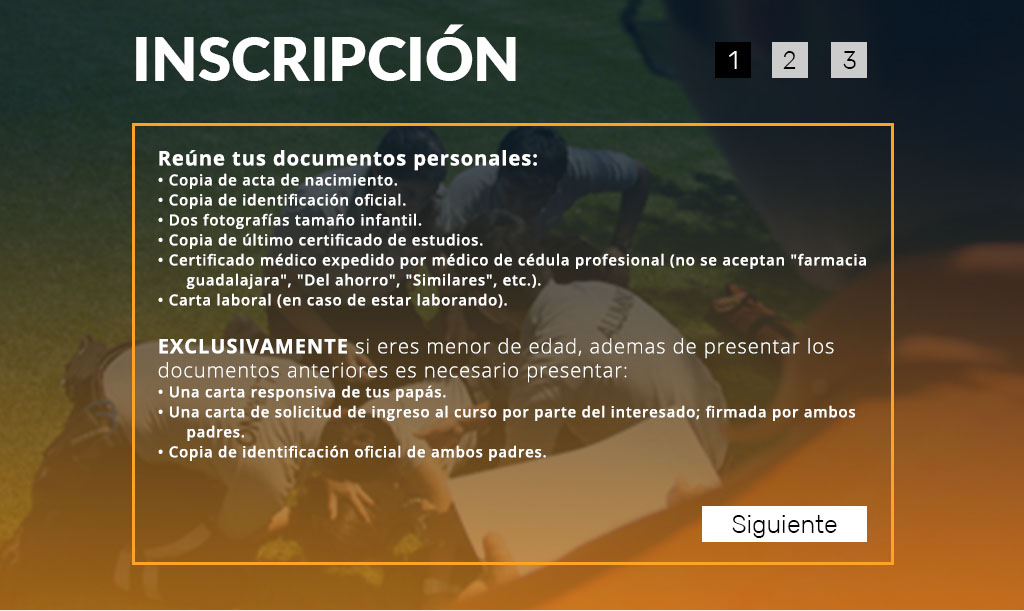 INSCRIPCIÓN
1 2 3
Reúne tus documentos personales:
• Copia de acta de nacimiento.
• Copia de identificación oficial.
• Dos fotografías tamaño infantil.
• Copia de último certificado de estudios.
• Certificado médico expedido por médico de cédula profesional (no se aceptan "farmacia
guadalajara", "Del ahorro", "Similares", etc.).
• Carta laboral (en caso de estar laborando).
EXCLUSIVAMENTE si eres menor de edad, ademas de presentar los
documentos anteriores es necesario presentar:
• Una carta responsiva de tus papás.
• Una carta de solicitud de ingreso al curso por parte del interesado; firmada por ambos
padres.
• Copia de identificación oficial de ambos padres.
Siguiente